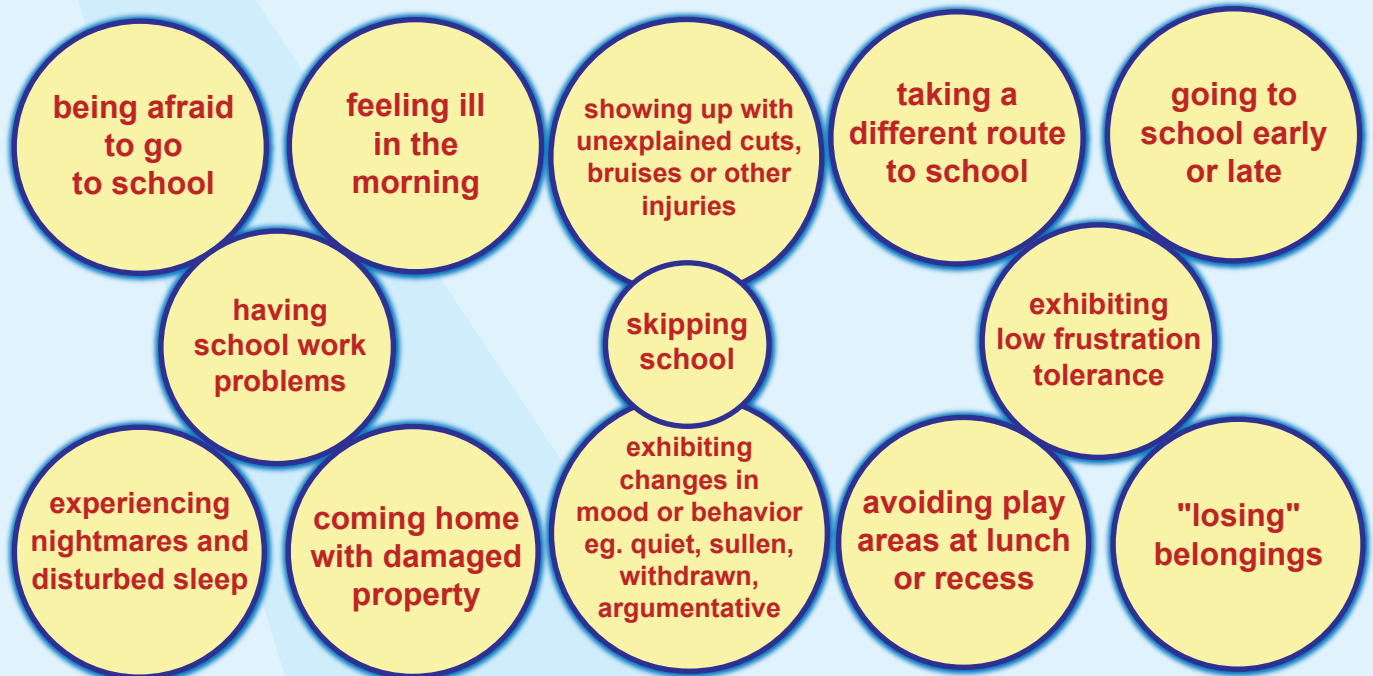 being afraid
to go
to school
feeling ill
in the
morning
showing up with
unexplained cuts,
bruises or other
injuries
taking a
different route
to school
going to
school early
or late
having
school work
problems
skipping
school
exhibiting
low frustration
tolerance
experiencing
nightmares and
disturbed sleep
coming home
with damaged
property
exhibiting
changes in
mood or behavior
eg. quiet, sullen,
withdrawn,
argumentative
avoiding play
areas at lunch
or recess
"losing"
belongings